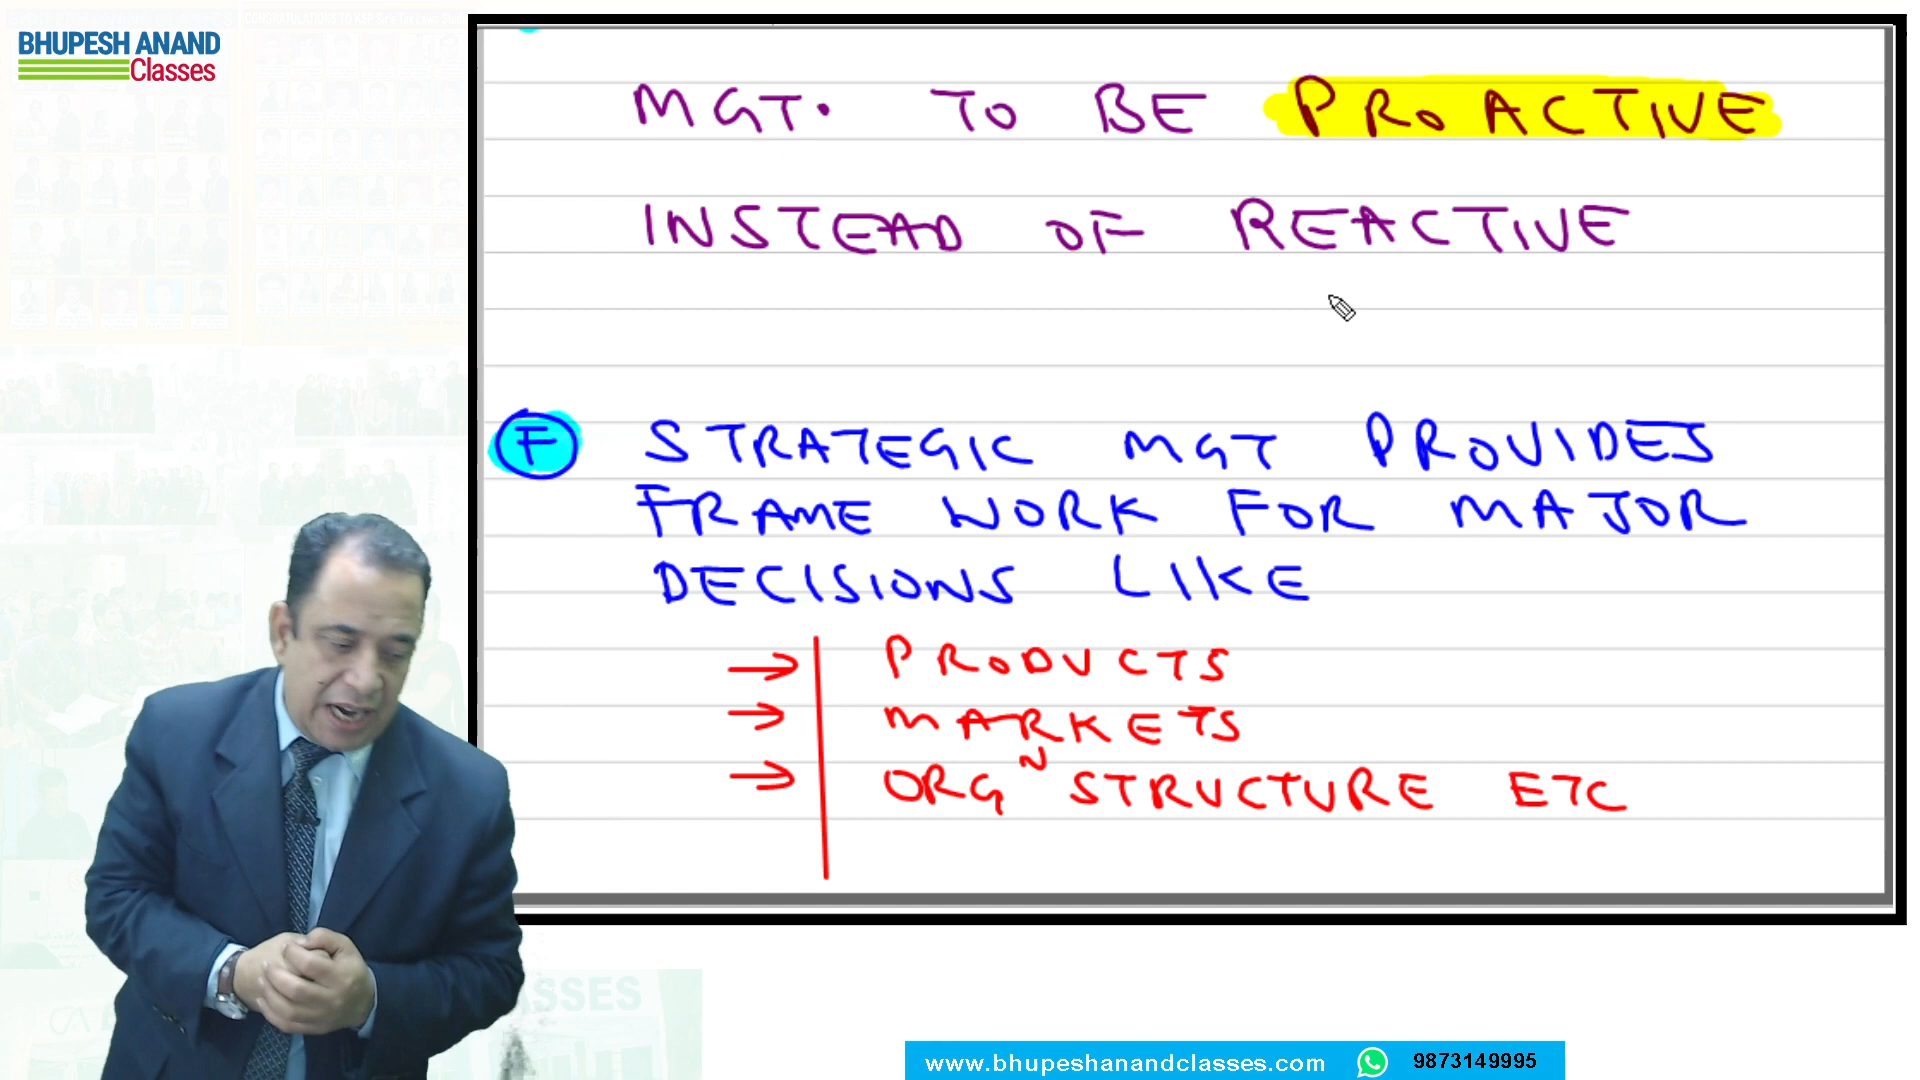 BHUPESH ANAND
Classes
MGT. TO BE PROACTIVE
INSTEAD OF REACTIVE
F STRATEGIC MGT PROVIDES
FRAME WORK FOR MAJOR
DECISIONS LIKE
→ PRODUCTS
→ MARKETS
→ ORGᴺ STRUCTURE ETC
www.bhupeshanandclasses.com 9873149995